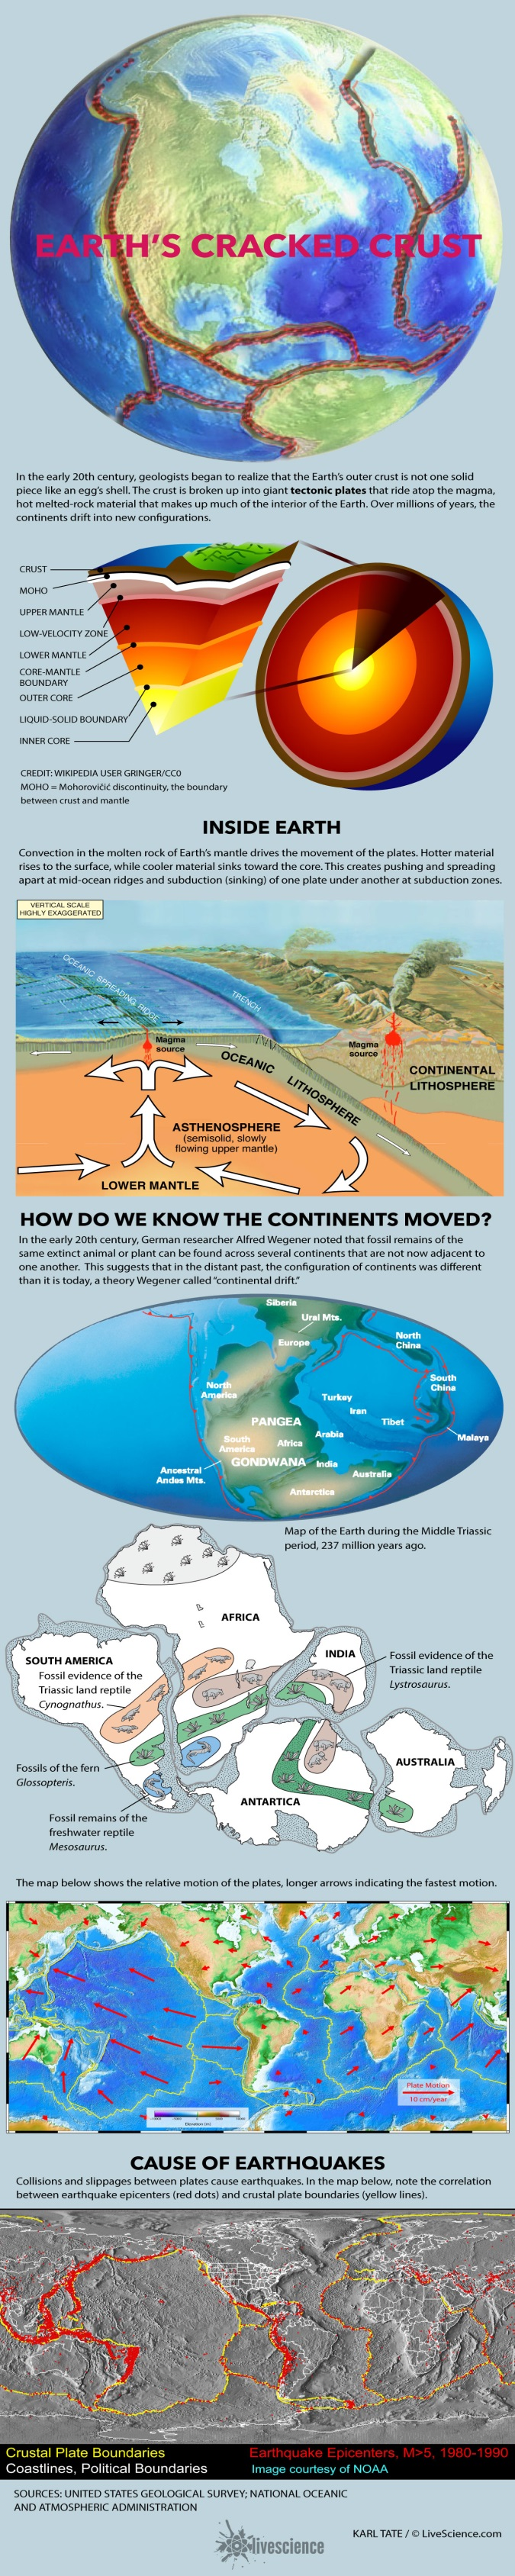 EARTH'S CRACKED CRUST
In the early 20th century, geologists began to realize that the Earth's outer crust is not one solid
piece like an egg's shell. The crust is broken up into giant tectonic plates that ride atop the magma,
hot melted-rock material that makes up much of the interior of the Earth. Over millions of years, the
continents drift into new configurations.
CRUST
MOHO
UPPER MANTLE
LOW-VELOCITY ZONE
LOWER MANTLE
CORE-MANTLE
BOUNDARY
OUTER CORE
LIQUID-SOLID BOUNDARY
INNER CORE
CREDIT: WIKIPEDIA USER GRINGER/CC0
MOHO = Mohorovičić discontinuity, the boundary
between crust and mantle
INSIDE EARTH
Convection in the molten rock of Earth's mantle drives the movement of the plates. Hotter material
rises to the surface, while cooler material sinks toward the core. This creates pushing and spreading
apart at mid-ocean ridges and subduction (sinking) of one plate under another at subduction zones.
VERTICAL SCALE
HIGHLY EXAGGERATED
OCEANIC SPREADING RIDGE
TRENCH
Magma
source
Magma
source
OCEANIC LITHOSPHERE
CONTINENTAL
LITHOSPHERE
ASTHENOSPHERE
(semisolid, slowly
flowing upper mantle)
LOWER MANTLE
HOW DO WE KNOW THE CONTINENTS MOVED?
In the early 20th century, German researcher Alfred Wegener noted that fossil remains of the
same extinct animal or plant can be found across several continents that are not now adjacent to
one another. This suggests that in the distant past, the configuration of continents was different
than it is today, a theory Wegener called "continental drift."
Siberia
Ural Mts.
Europe
North
China
North
America
South
China
Turkey
Iran
Tibet
PANGEA
Arabia
Malaya
South
America
Africa
GONDWANA
India
Australia
Ancestral
Andes Mts.
Antarctica
Map of the Earth during the Middle Triassic
period, 237 million years ago.
AFRICA
SOUTH AMERICA
Fossil evidence of the
Triassic land reptile
Cynognathus.
INDIA
Fossil evidence of the
Triassic land reptile
Lystrosaurus.
AUSTRALIA
Fossils of the fern
Glossopteris.
ANTARTICA
Fossil remains of the
freshwater reptile
Mesosaurus.
The map below shows the relative motion of the plates, longer arrows indicating the fastest motion.
Plate Motion
10 cm/year
CAUSE OF EARTHQUAKES
Collisions and slippages between plates cause earthquakes. In the map below, note the correlation
between earthquake epicenters (red dots) and crustal plate boundaries (yellow lines).
Crustal Plate Boundaries
Earthquake Epicenters, M>5, 1980-1990
Coastlines, Political Boundaries
Image courtesy of NOAA
SOURCES: UNITED STATES GEOLOGICAL SURVEY; NATIONAL OCEANIC
AND ATMOSPHERIC ADMINISTRATION
KARL TATE / © LiveScience.com
livescience